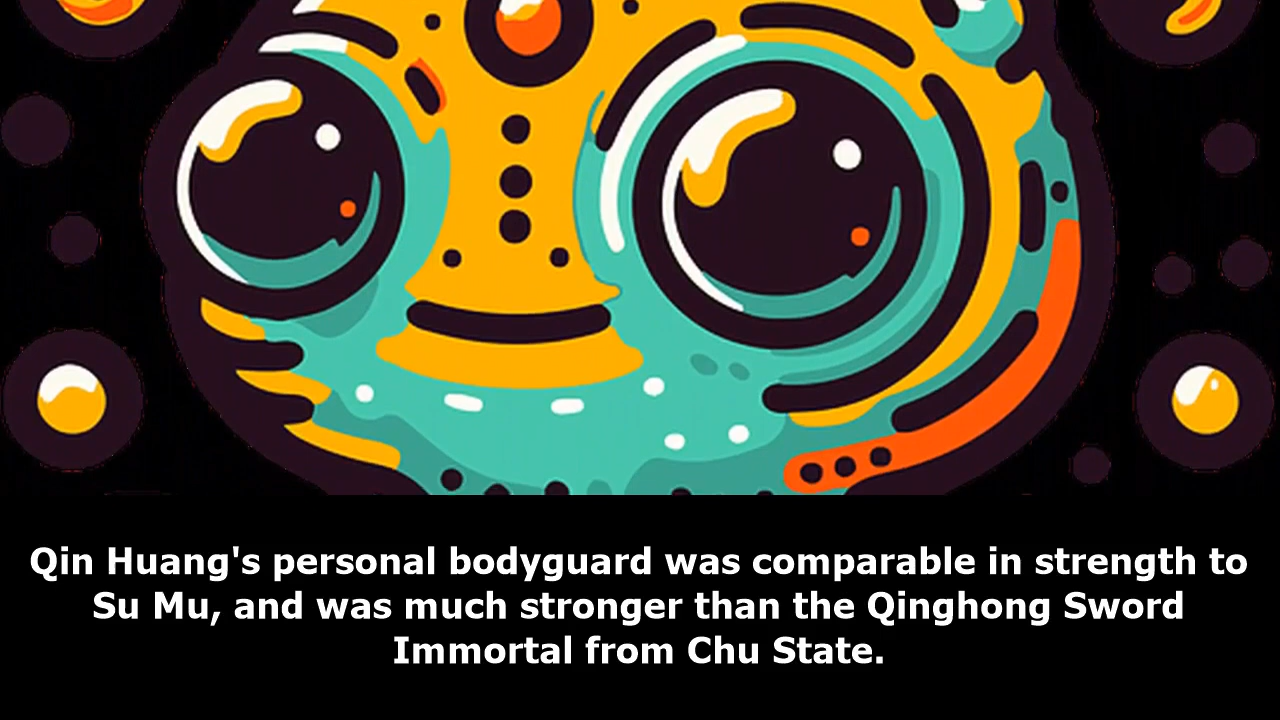 Qin Huang's personal bodyguard was comparable in strength to
Su Mu, and was much stronger than the Qinghong Sword
Immortal from Chu State.